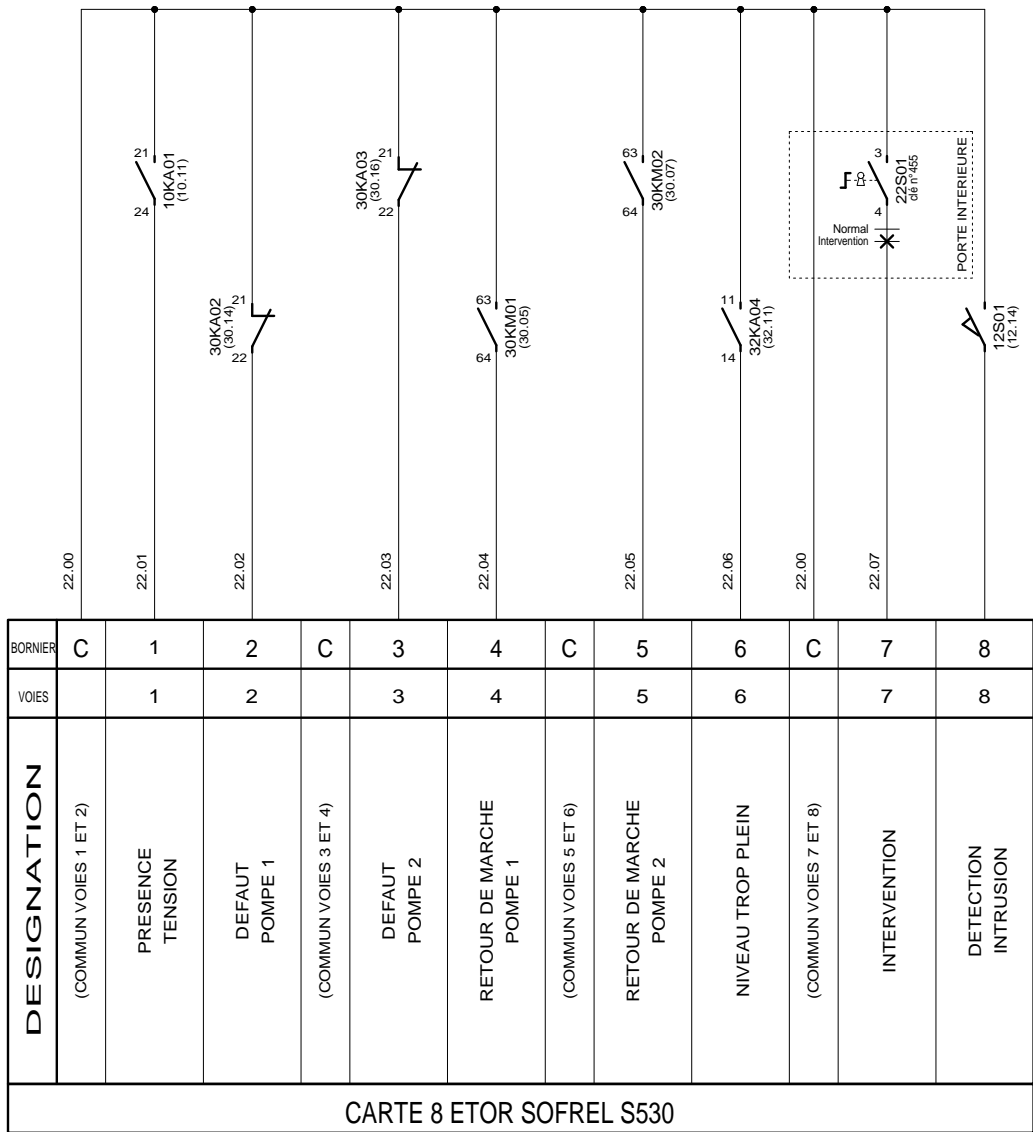 21
24
10KA01
(10.11)
21
22
30KA02
(30.14)
21
22
30KA03
(30.16)
63
64
30KM01
(30.05)
63
64
30KM02
(30.07)
11
14
32KA04
(32.11)
3
4
22S01
clé n°455
Normal
Intervention
PORTE INTERIEURE
12S01
(12.14)
22.00
22.01
22.02
22.03
22.04
22.05
22.06
22.00
22.07
BORNIER C 1 2 C 3 4 C 5 6 C 7 8
VOIES 1 2 3 4 5 6 7 8
DESIGNATION
(COMMUN VOIES 1 ET 2)
PRESENCE
TENSION
DEFAUT
POMPE 1
(COMMUN VOIES 3 ET 4)
DEFAUT
POMPE 2
RETOUR DE MARCHE
POMPE 1
(COMMUN VOIES 5 ET 6)
RETOUR DE MARCHE
POMPE 2
NIVEAU TROP PLEIN
(COMMUN VOIES 7 ET 8)
INTERVENTION
DETECTION
INTRUSION
CARTE 8 ETOR SOFREL S530